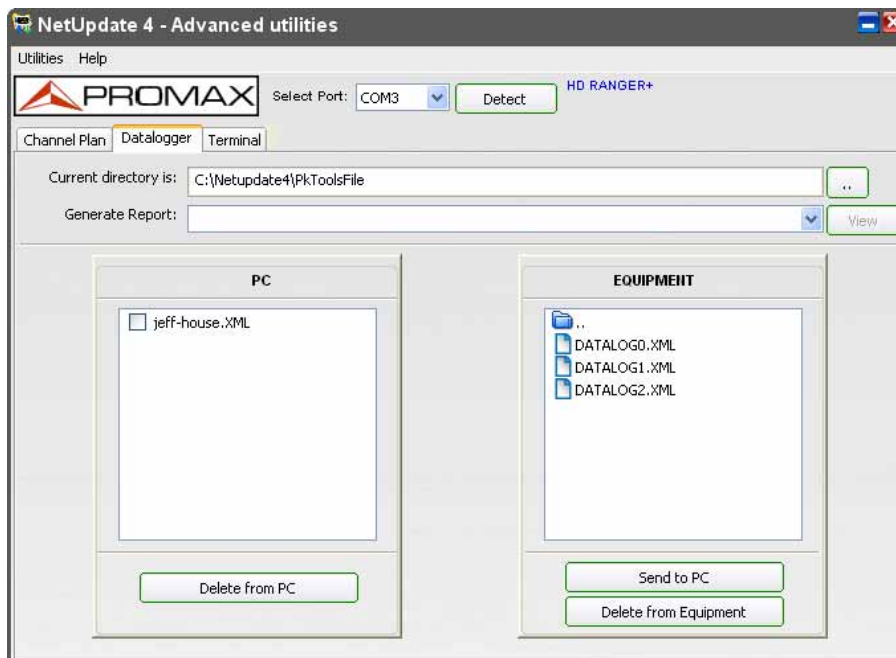 NetUpdate 4 - Advanced utilities
Utilities Help
PROMAX Select Port: COM3 Detect HD RANGER+
Channel Plan Datalogger Terminal
Current directory is: C:\Netupdate4\PkToolsFile ..
Generate Report: View
PC
jeff-house.XML
Delete from PC
EQUIPMENT
..
DATALOG0.XML
DATALOG1.XML
DATALOG2.XML
Send to PC
Delete from Equipment